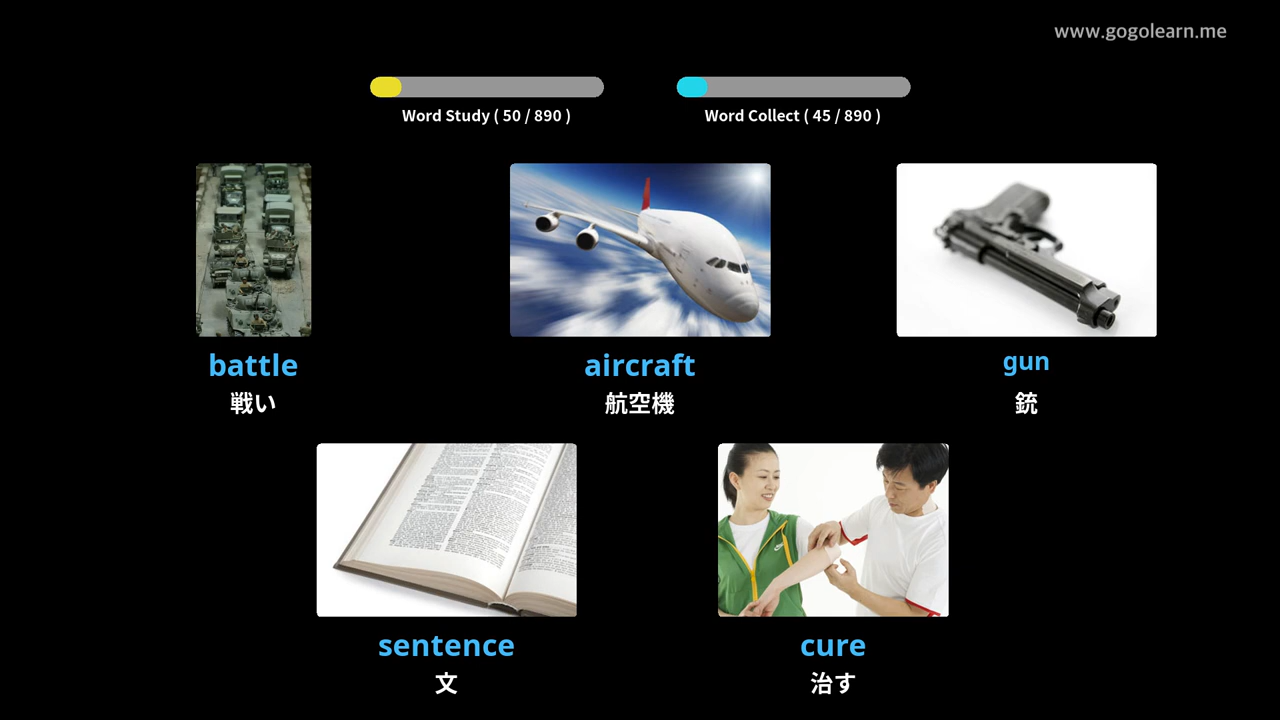 www.gogolearn.me
Word Study ( 50 / 890 )
Word Collect ( 45 / 890 )
battle
戦い
aircraft
航空機
gun
銃
sentence
文
cure
治す